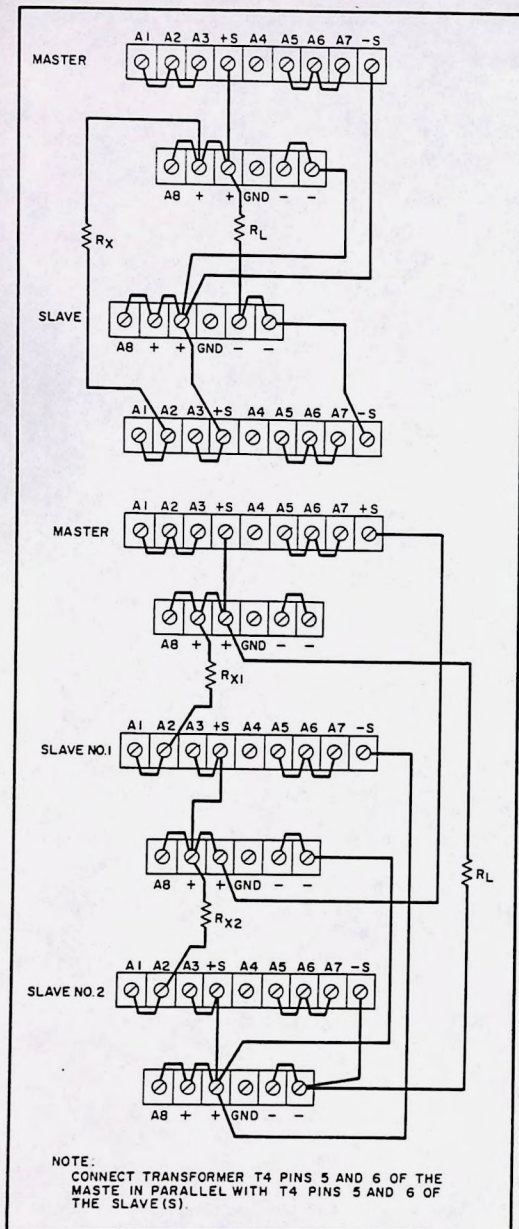 A1 A2 A3 +S A4 A5 A6 A7 -S
MASTER
A8 + + GND - -
RX
RL
SLAVE
A8 + + GND - -
A1 A2 A3 +S A4 A5 A6 A7 -S
A1 A2 A3 +S A4 A5 A6 A7 +S
MASTER
A8 + + GND - -
RX1
A1 A2 A3 +S A4 A5 A6 A7 -S
SLAVE NO.1
RL
A8 + + GND - -
RX2
A1 A2 A3 +S A4 A5 A6 A7 -S
SLAVE NO.2
A8 + + GND - -
NOTE:
CONNECT TRANSFORMER T4 PINS 5 AND 6 OF THE
MASTE IN PARALLEL WITH T4 PINS 5 AND 6 OF
THE SLAVE(S).